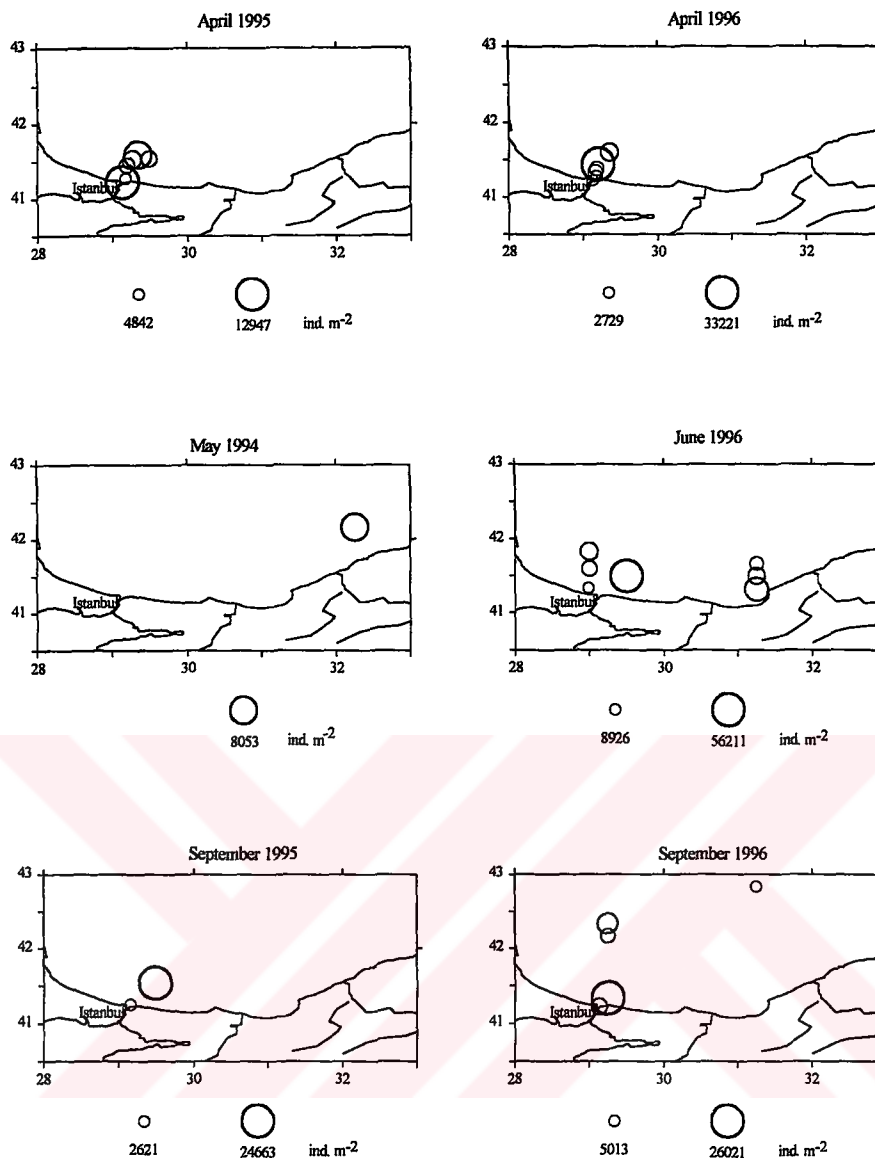 April 1995
43
42
41
Istanbul
28
30
32
4842
12947
ind. m-2
April 1996
43
42
41
Istanbul
28
30
32
2729
33221
ind. m-2
May 1994
43
42
41
Istanbul
28
30
32
8053
ind. m-2
June 1996
43
42
41
Istanbul
28
30
32
8926
56211
ind. m-2
September 1995
43
42
41
Istanbul
28
30
32
2621
24663
ind. m-2
September 1996
43
42
41
Istanbul
28
30
32
5013
26021
ind. m-2